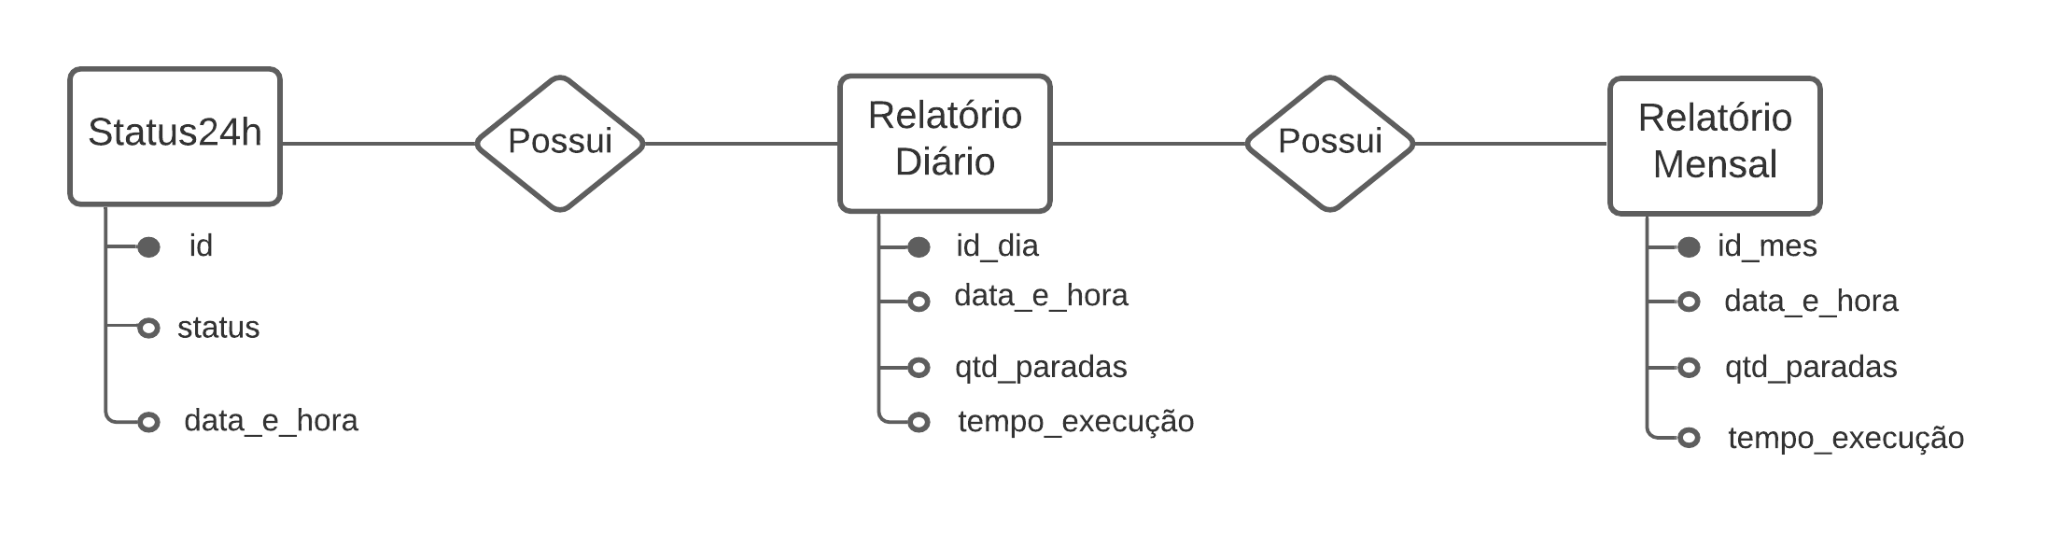 Status24h
Possui
Relatório
Diário
Possui
Relatório
Mensal
id
status
data_e_hora
id_dia
data_e_hora
qtd_paradas
tempo_execução
id_mes
data_e_hora
qtd_paradas
tempo_execução